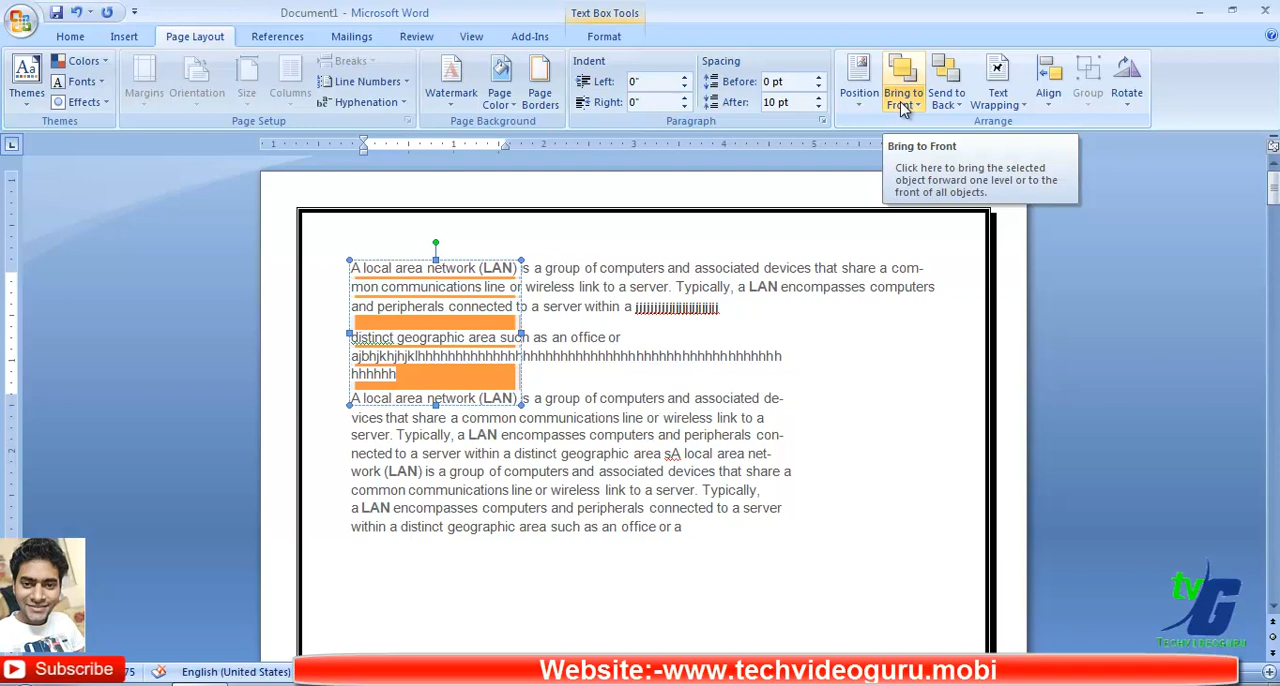 Document1 - Microsoft Word
Text Box Tools
Home Insert Page Layout References Mailings Review View Add-Ins Format
Themes
Colors
Fonts
Effects
Themes
Margins Orientation Size Columns
Breaks
Line Numbers
Hyphenation
Page Setup
Watermark Page Color Page Borders
Page Background
Indent
Left: 0"
Right: 0"
Spacing
Before: 0 pt
After: 10 pt
Paragraph
Position Bring to Front Send to Back Text Wrapping Align Group Rotate
Arrange
Bring to Front
Click here to bring the selected
object forward one level or to the
front of all objects.
1 1 2 3 4 5
A local area network (LAN) is a group of computers and associated devices that share a com-
mon communications line or wireless link to a server. Typically, a LAN encompasses computers
and peripherals connected to a server within a
distinct geographic area such as an office or
hhhhhh
A local area network (LAN) is a group of computers and associated de-
vices that share a common communications line or wireless link to a
server. Typically, a LAN encompasses computers and peripherals con-
nected to a server within a distinct geographic area sA local area net-
work (LAN) is a group of computers and associated devices that share a
common communications line or wireless link to a server. Typically,
a LAN encompasses computers and peripherals connected to a server
within a distinct geographic area such as an office or a
tvG
TECHVIDEOGURU
Subscribe
75 English (United States)
Website:-www.techvideoguru.mobi